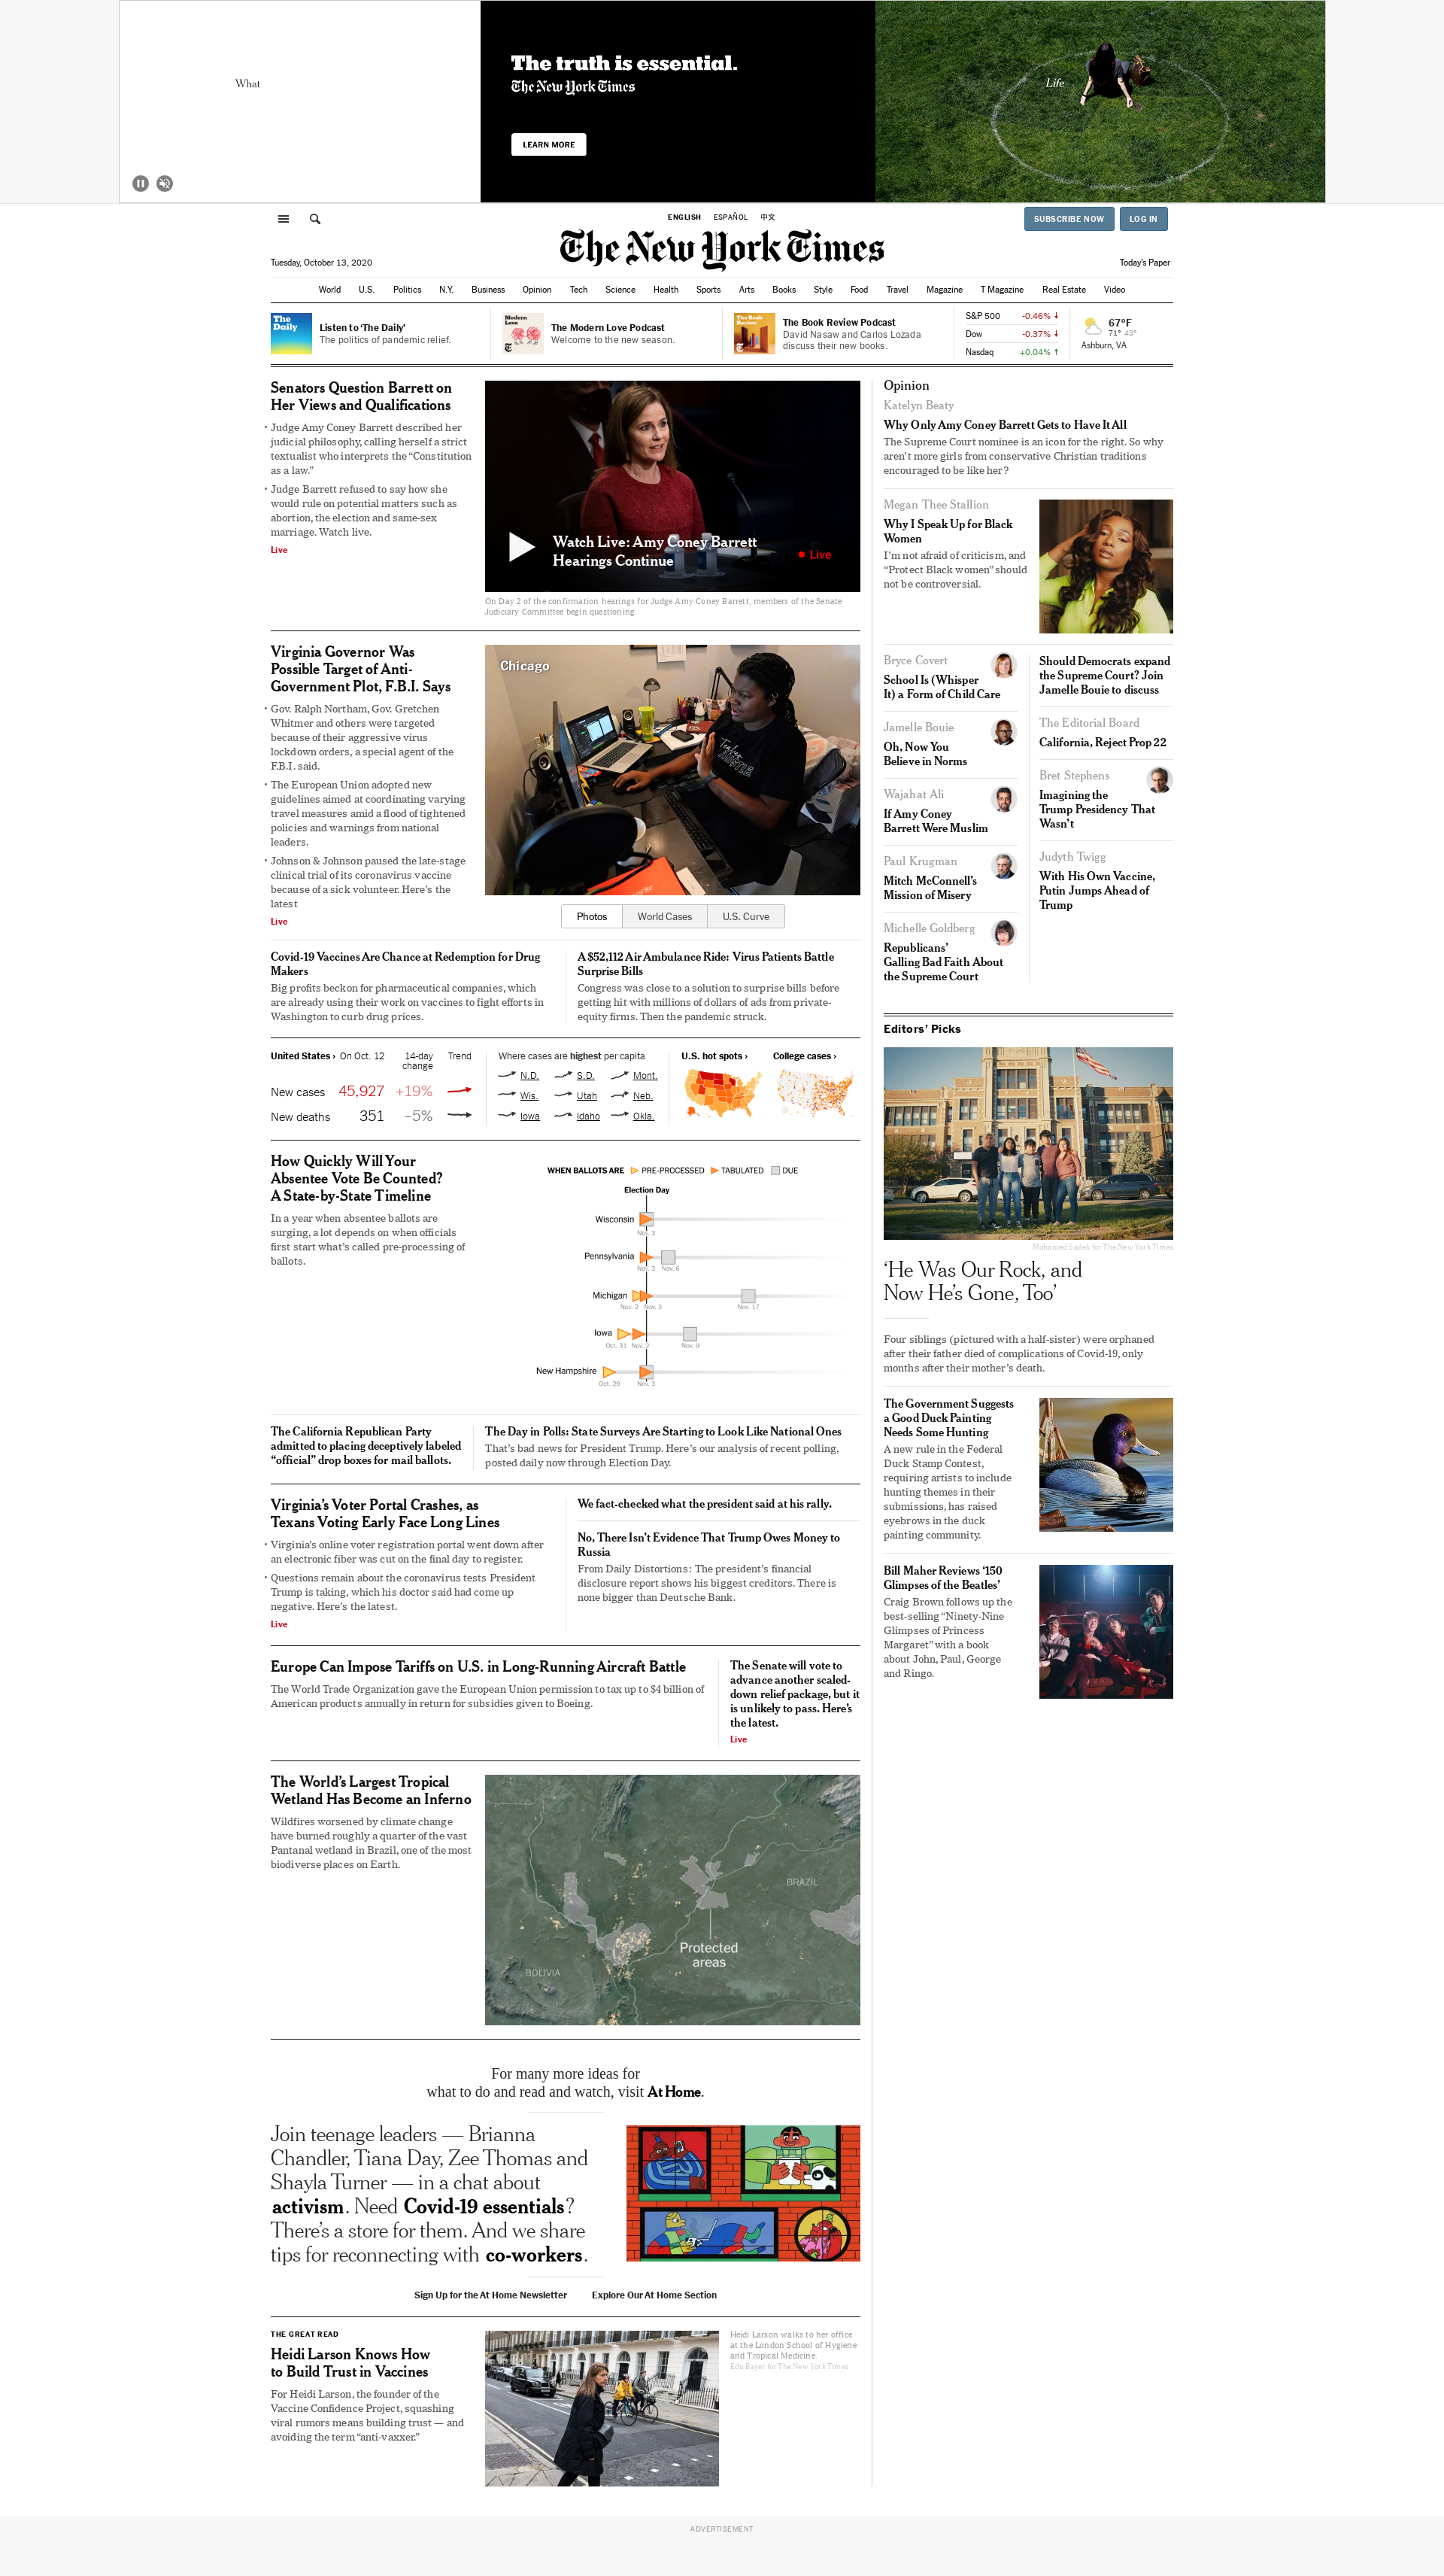 What
The truth is essential.
The New York Times
LEARN MORE
Life
ENGLISH ESPAÑOL 中文
SUBSCRIBE NOW LOG IN
The New York Times
Tuesday, October 13, 2020
Today's Paper
World U.S. Politics N.Y. Business Opinion Tech Science Health Sports Arts Books Style Food Travel Magazine T Magazine Real Estate Video
The Daily
Listen to 'The Daily'
The politics of pandemic relief.
Modern Love
The Modern Love Podcast
Welcome to the new season.
The Book Review
The Book Review Podcast
David Nasaw and Carlos Lozada
discuss their new books.
S&P 500 -0.46%
Dow -0.37%
Nasdaq +0.04%
67°F
71° 43°
Ashburn, VA
Senators Question Barrett on
Her Views and Qualifications
• Judge Amy Coney Barrett described her
judicial philosophy, calling herself a strict
textualist who interprets the “Constitution
as a law.”
• Judge Barrett refused to say how she
would rule on potential matters such as
abortion, the election and same-sex
marriage. Watch live.
Live
Watch Live: Amy Coney Barrett
Hearings Continue
Live
On Day 2 of the confirmation hearings for Judge Amy Coney Barrett, members of the Senate
Judiciary Committee begin questioning.
Virginia Governor Was
Possible Target of Anti-
Government Plot, F.B.I. Says
• Gov. Ralph Northam, Gov. Gretchen
Whitmer and others were targeted
because of their aggressive virus
lockdown orders, a special agent of the
F.B.I. said.
• The European Union adopted new
guidelines aimed at coordinating varying
travel measures amid a flood of tightened
policies and warnings from national
leaders.
• Johnson & Johnson paused the late-stage
clinical trial of its coronavirus vaccine
because of a sick volunteer. Here's the
latest
Live
Chicago
Photos World Cases U.S. Curve
Covid-19 Vaccines Are Chance at Redemption for Drug
Makers
Big profits beckon for pharmaceutical companies, which
are already using their work on vaccines to fight efforts in
Washington to curb drug prices.
A $52,112 Air Ambulance Ride: Virus Patients Battle
Surprise Bills
Congress was close to a solution to surprise bills before
getting hit with millions of dollars of ads from private-
equity firms. Then the pandemic struck.
United States › On Oct. 12 14-day
change Trend
New cases 45,927 +19%
New deaths 351 –5%
Where cases are highest per capita
N.D. S.D. Mont.
Wis. Utah Neb.
Iowa Idaho Okla.
U.S. hot spots › College cases ›
How Quickly Will Your
Absentee Vote Be Counted?
A State-by-State Timeline
In a year when absentee ballots are
surging, a lot depends on when officials
first start what's called pre-processing of
ballots.
WHEN BALLOTS ARE PRE-PROCESSED TABULATED DUE
Election Day
Wisconsin
Nov. 3
Pennsylvania
Nov. 3 Nov. 6
Michigan
Nov. 2 Nov. 3 Nov. 17
Iowa
Oct. 31 Nov. 2 Nov. 9
New Hampshire
Oct. 29 Nov. 3
The California Republican Party
admitted to placing deceptively labeled
“official” drop boxes for mail ballots.
The Day in Polls: State Surveys Are Starting to Look Like National Ones
That's bad news for President Trump. Here's our analysis of recent polling,
posted daily now through Election Day.
Virginia's Voter Portal Crashes, as
Texans Voting Early Face Long Lines
• Virginia's online voter registration portal went down after
an electronic fiber was cut on the final day to register.
• Questions remain about the coronavirus tests President
Trump is taking, which his doctor said had come up
negative. Here's the latest.
Live
We fact-checked what the president said at his rally.
No, There Isn't Evidence That Trump Owes Money to
Russia
From Daily Distortions: The president's financial
disclosure report shows his biggest creditors. There is
none bigger than Deutsche Bank.
Europe Can Impose Tariffs on U.S. in Long-Running Aircraft Battle
The World Trade Organization gave the European Union permission to tax up to $4 billion of
American products annually in return for subsidies given to Boeing.
The Senate will vote to
advance another scaled-
down relief package, but it
is unlikely to pass. Here's
the latest.
Live
The World's Largest Tropical
Wetland Has Become an Inferno
Wildfires worsened by climate change
have burned roughly a quarter of the vast
Pantanal wetland in Brazil, one of the most
biodiverse places on Earth.
BRAZIL
Protected
areas
BOLIVIA
For many more ideas for
what to do and read and watch, visit At Home.
Join teenage leaders — Brianna
Chandler, Tiana Day, Zee Thomas and
Shayla Turner — in a chat about
activism. Need Covid-19 essentials?
There's a store for them. And we share
tips for reconnecting with co-workers.
Sign Up for the At Home Newsletter Explore Our At Home Section
THE GREAT READ
Heidi Larson Knows How
to Build Trust in Vaccines
For Heidi Larson, the founder of the
Vaccine Confidence Project, squashing
viral rumors means building trust — and
avoiding the term “anti-vaxxer.”
Heidi Larson walks to her office
at the London School of Hygiene
and Tropical Medicine.
Edu Bayer for The New York Times
Opinion
Katelyn Beaty
Why Only Amy Coney Barrett Gets to Have It All
The Supreme Court nominee is an icon for the right. So why
aren't more girls from conservative Christian traditions
encouraged to be like her?
Megan Thee Stallion
Why I Speak Up for Black
Women
I'm not afraid of criticism, and
“Protect Black women” should
not be controversial.
Bryce Covert
School Is (Whisper
It) a Form of Child Care
Jamelle Bouie
Oh, Now You
Believe in Norms
Wajahat Ali
If Amy Coney
Barrett Were Muslim
Paul Krugman
Mitch McConnell's
Mission of Misery
Michelle Goldberg
Republicans'
Galling Bad Faith About
the Supreme Court
Should Democrats expand
the Supreme Court? Join
Jamelle Bouie to discuss
The Editorial Board
California, Reject Prop 22
Bret Stephens
Imagining the
Trump Presidency That
Wasn't
Judyth Twigg
With His Own Vaccine,
Putin Jumps Ahead of
Trump
Editors' Picks
Mohamed Sadek for The New York Times
‘He Was Our Rock, and
Now He's Gone, Too’
Four siblings (pictured with a half-sister) were orphaned
after their father died of complications of Covid-19, only
months after their mother's death.
The Government Suggests
a Good Duck Painting
Needs Some Hunting
A new rule in the Federal
Duck Stamp Contest,
requiring artists to include
hunting themes in their
submissions, has raised
eyebrows in the duck
painting community.
Bill Maher Reviews ‘150
Glimpses of the Beatles’
Craig Brown follows up the
best-selling “Ninety-Nine
Glimpses of Princess
Margaret” with a book
about John, Paul, George
and Ringo.
ADVERTISEMENT